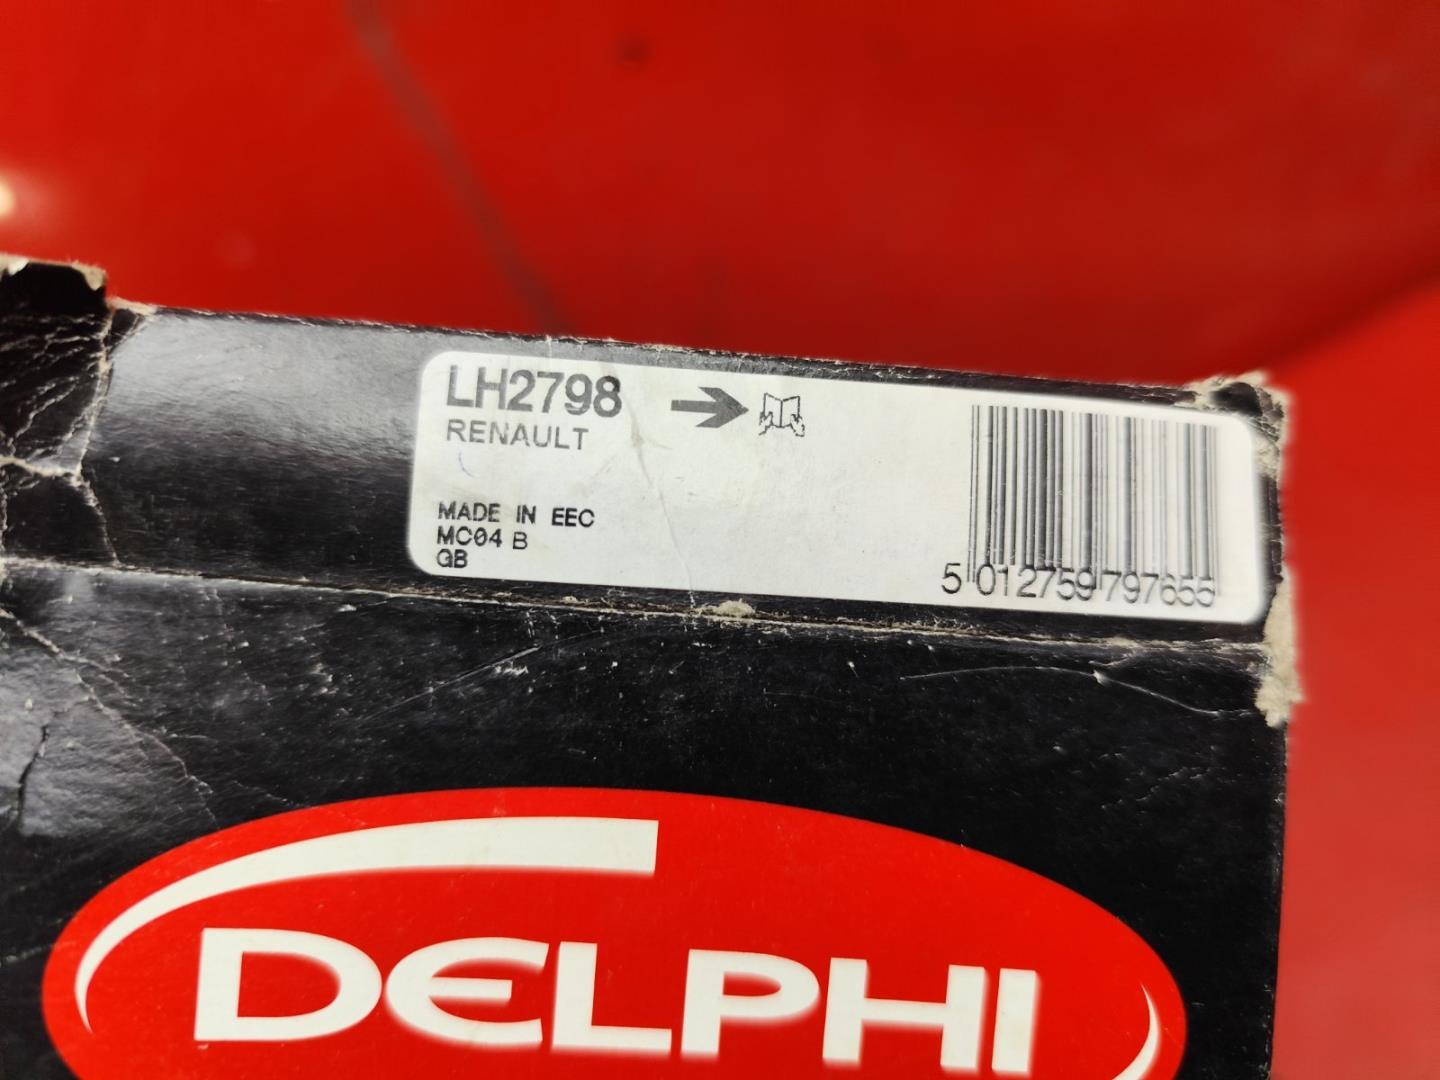 LH2798
RENAULT
MADE IN EEC
MC04 B
GB
5 012759 797655
DELPHI